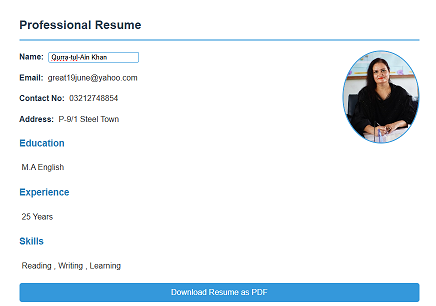 Professional Resume
Name: Qurra-tul-Ain Khan
Email: great19june@yahoo.com
Contact No: 03212748854
Address: P-9/1 Steel Town
Education
M.A English
Experience
25 Years
Skills
Reading , Writing , Learning
Download Resume as PDF